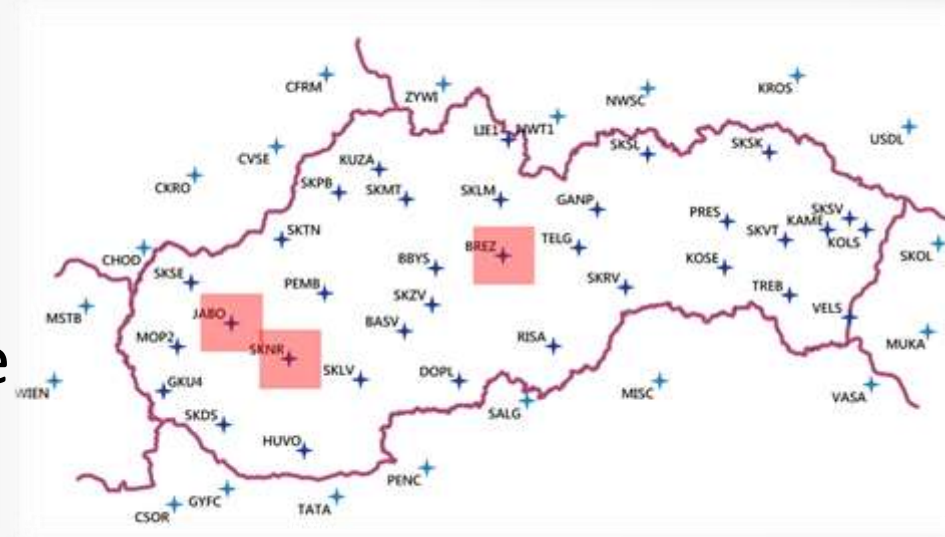 CFRM
ZYWI
NWSC
KROS
LIE1
NWT1
USDL
CVSE
KUZA
SKSL
SKSK
CKRO
SKPB
SKMT
SKLM
GANP
PRES
SKSV
KAME
SKVT
KOLS
SKTN
TELG
BREZ
CHOD
BBYS
KOSE
SKOL
SKSE
PEMB
SKRV
TREB
SKZV
MSTB
JABO
BASV
VELS
MOP2
RISA
MUKA
e
SKNR
SKLV
DOPL
GKU4
WIEN
MISC
VASA
SKDS
SALG
HUVO
PENC
GYFC
TATA
CSOR